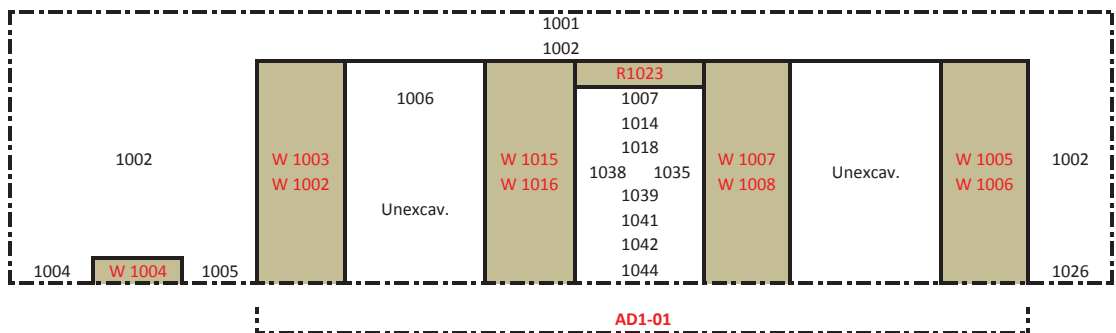 1001
1002
R1023
1006
1007
1014
1018
1002
W 1003
W 1015
W 1007
Unexcav.
W 1005
1002
W 1002
W 1016
1038
1035
W 1008
W 1006
1039
Unexcav.
1041
1042
1004
W 1004
1005
1044
1026
AD1-01